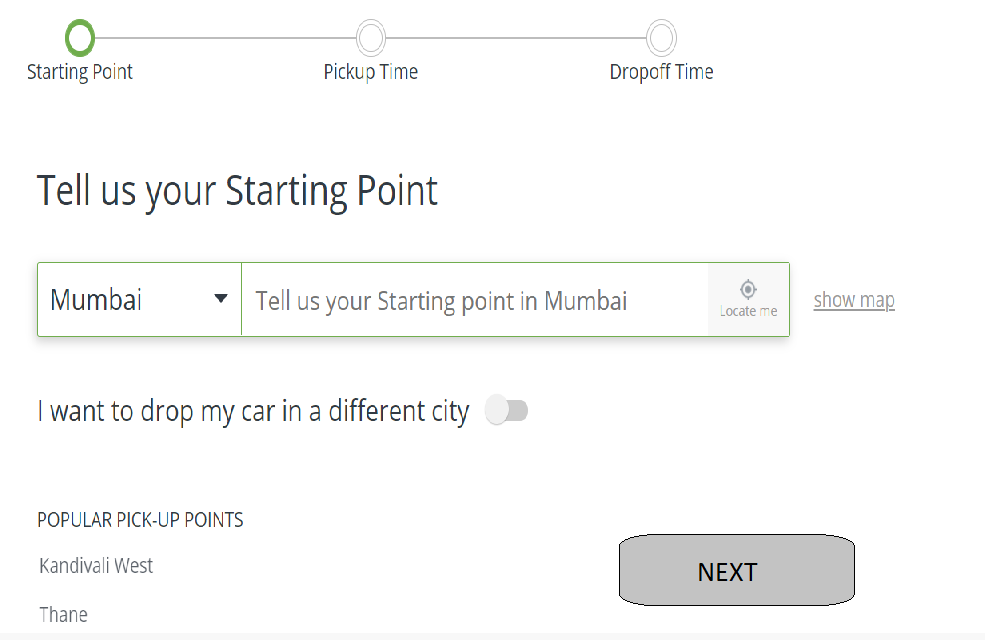 Starting Point
Pickup Time
Dropoff Time
Tell us your Starting Point
Mumbai
Tell us your Starting point in Mumbai
Locate me
show map
I want to drop my car in a different city
POPULAR PICK-UP POINTS
Kandivali West
NEXT
Thane